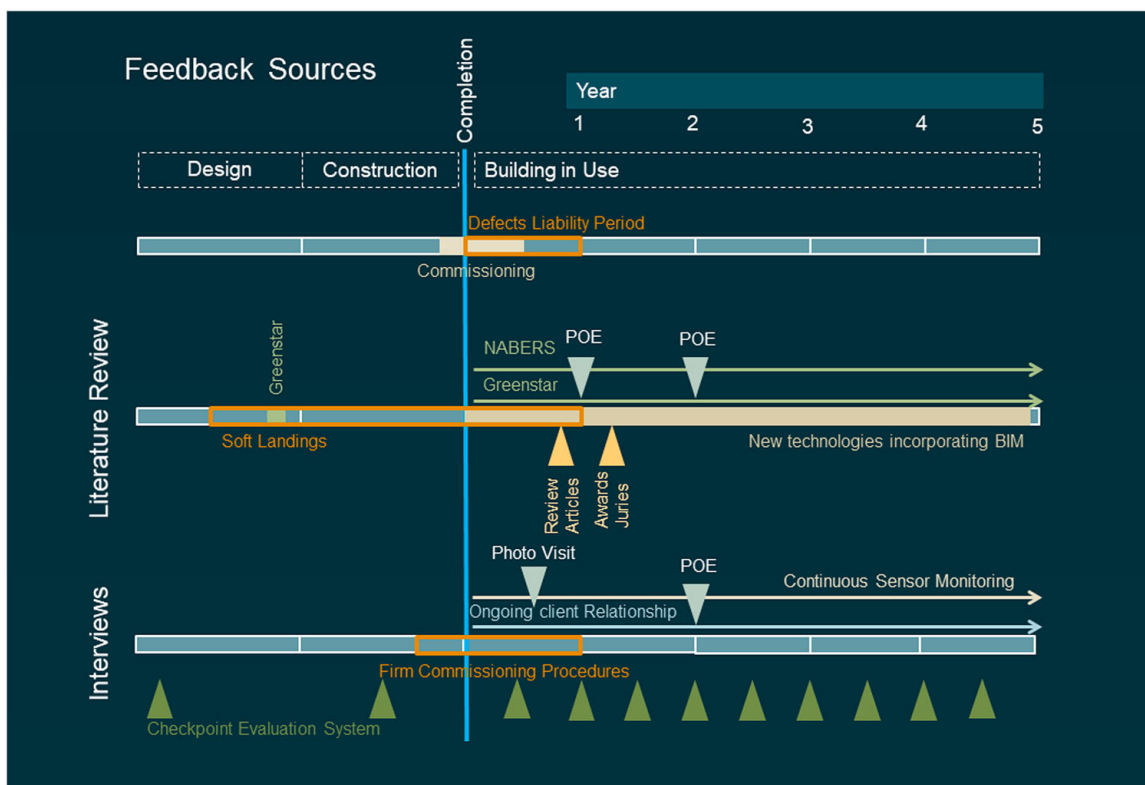 Feedback Sources
Completion
Year
1 2 3 4 5
Design
Construction
Building in Use
Defects Liability Period
Commissioning
Literature Review
Greenstar
NABERS
POE
POE
Greenstar
Soft Landings
New technologies incorporating BIM
Review
Articles
Awards
Juries
Interviews
Photo Visit
POE
Continuous Sensor Monitoring
Ongoing client Relationship
Firm Commissioning Procedures
Checkpoint Evaluation System